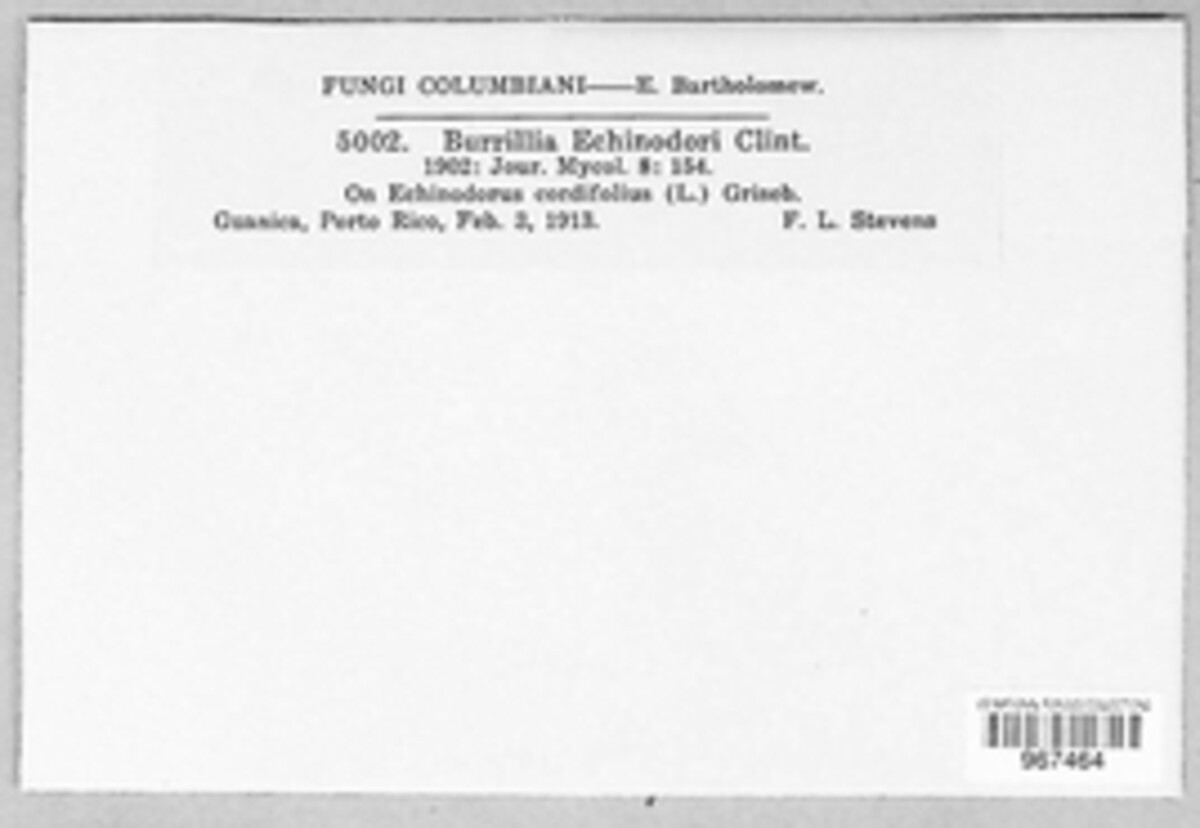 FUNGI COLUMBIANI——E. Bartholomew.
5002. Burrillia Echinodori Clint.
1902: Jour. Mycol. 8: 154.
On Echinodorus cordifolius (L.) Griseb.
Guanica, Porto Rico, Feb. 3, 1913. F. L. Stevens
967464